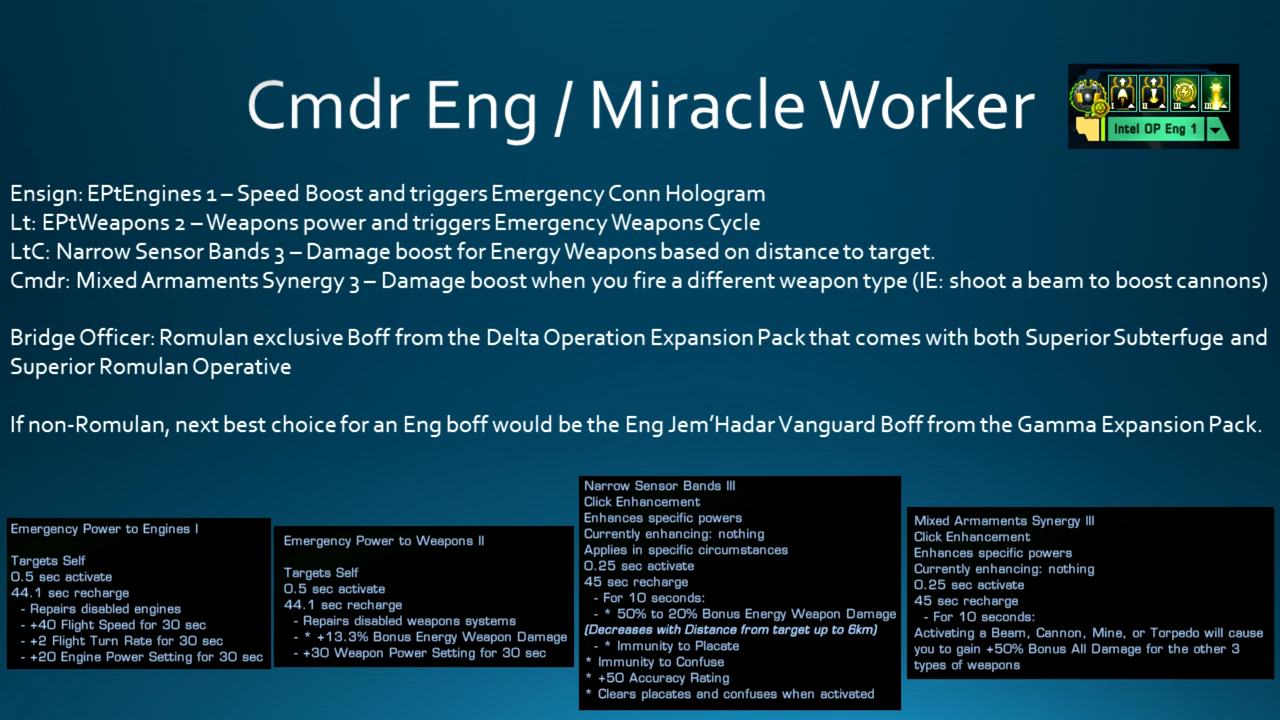 Cmdr Eng / Miracle Worker
I II III III
Intel OP Eng 1
Ensign: EPtEngines 1 – Speed Boost and triggers Emergency Conn Hologram
Lt: EPtWeapons 2 – Weapons power and triggers Emergency Weapons Cycle
LtC: Narrow Sensor Bands 3 – Damage boost for Energy Weapons based on distance to target.
Cmdr: Mixed Armaments Synergy 3 – Damage boost when you fire a different weapon type (IE: shoot a beam to boost cannons)
Bridge Officer: Romulan exclusive Boff from the Delta Operation Expansion Pack that comes with both Superior Subterfuge and
Superior Romulan Operative
If non-Romulan, next best choice for an Eng boff would be the Eng Jem’Hadar Vanguard Boff from the Gamma Expansion Pack.
Emergency Power to Engines I
Targets Self
0.5 sec activate
44.1 sec recharge
- Repairs disabled engines
- +40 Flight Speed for 30 sec
- +2 Flight Turn Rate for 30 sec
- +20 Engine Power Setting for 30 sec
Emergency Power to Weapons II
Targets Self
0.5 sec activate
44.1 sec recharge
- Repairs disabled weapons systems
- * +13.3% Bonus Energy Weapon Damage
- +30 Weapon Power Setting for 30 sec
Narrow Sensor Bands III
Click Enhancement
Enhances specific powers
Currently enhancing: nothing
Applies in specific circumstances
0.25 sec activate
45 sec recharge
- For 10 seconds:
- * 50% to 20% Bonus Energy Weapon Damage
(Decreases with Distance from target up to 6km)
- * Immunity to Placate
* Immunity to Confuse
* +50 Accuracy Rating
* Clears placates and confuses when activated
Mixed Armaments Synergy III
Click Enhancement
Enhances specific powers
Currently enhancing: nothing
0.25 sec activate
45 sec recharge
- For 10 seconds:
Activating a Beam, Cannon, Mine, or Torpedo will cause
you to gain +50% Bonus All Damage for the other 3
types of weapons